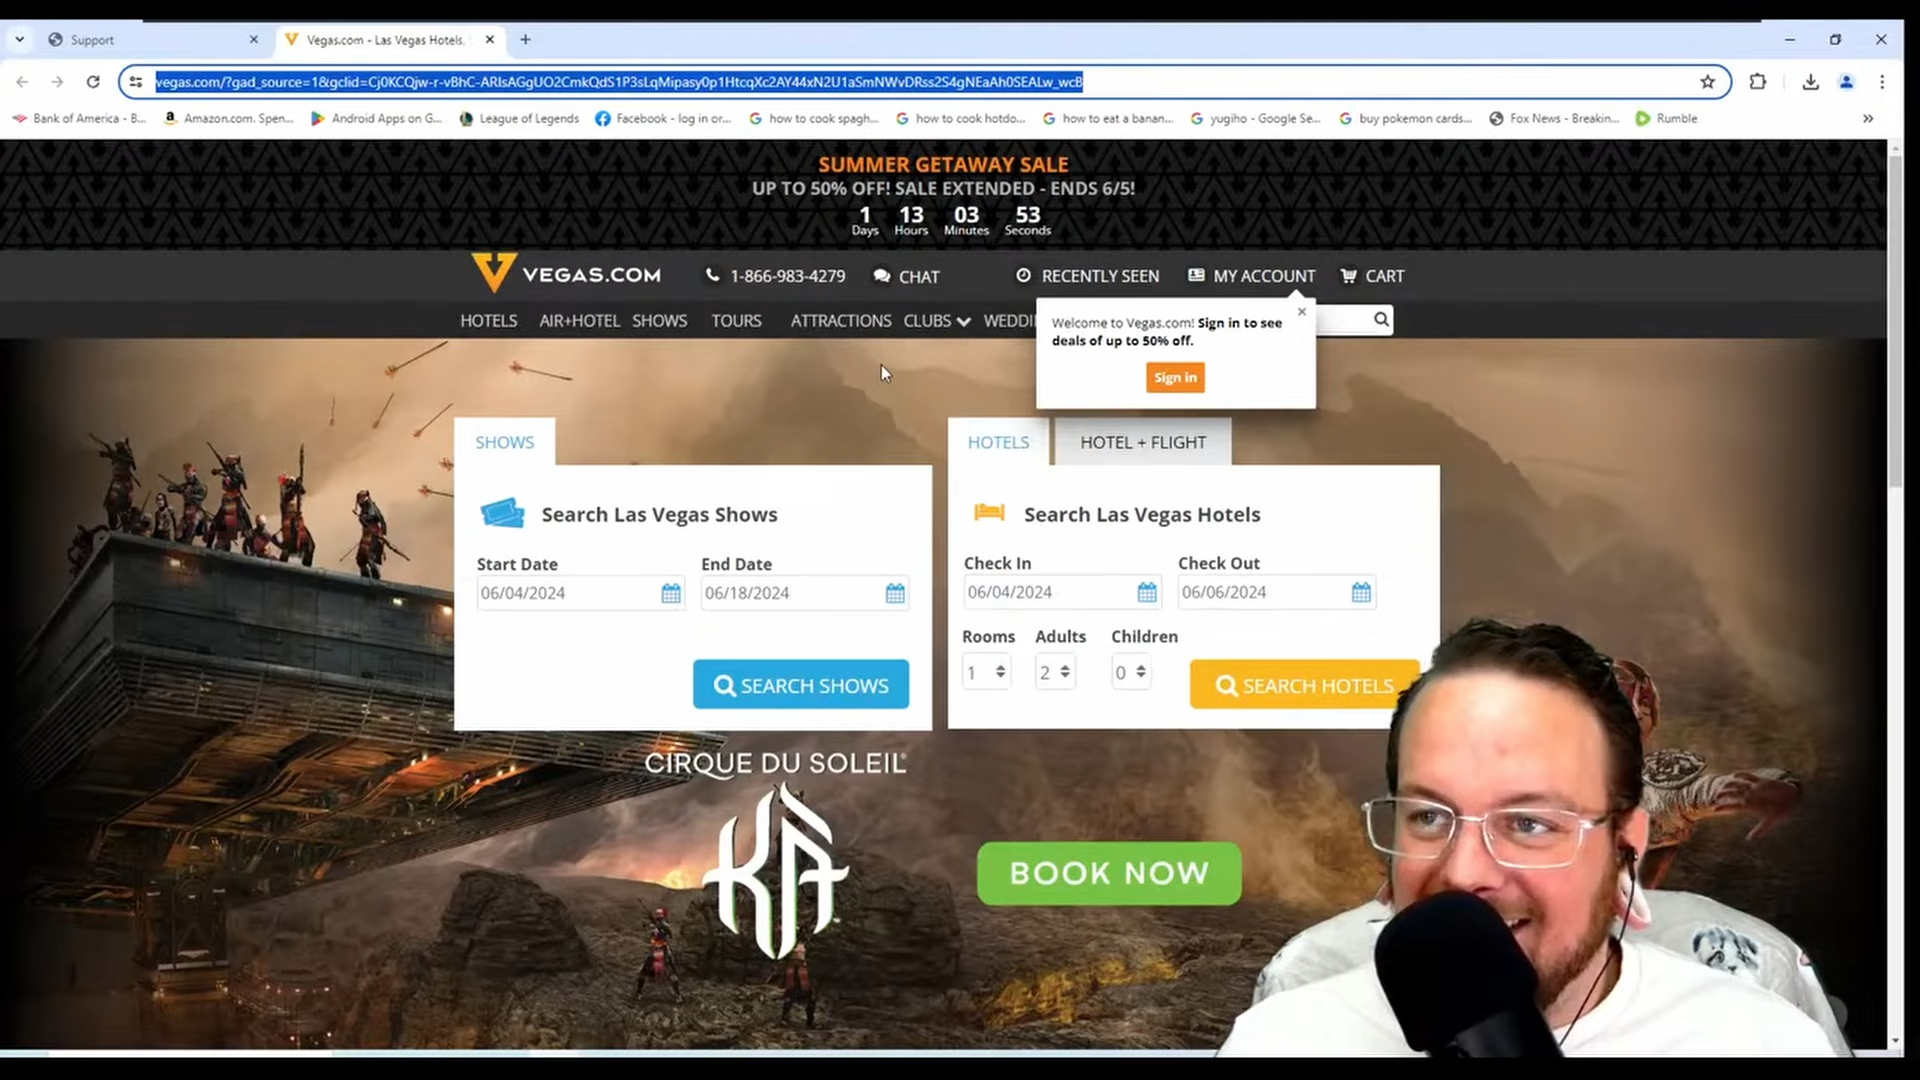 Support
Vegas.com - Las Vegas Hotels,
vegas.com/?gad_source=1&gclid=Cj0KCQjw-r-vBhC-ARIsAGgUO2CmkQdS1P3sLqMipasy0p1HtcqXc2AY44xN2U1aSmNWvDRss2S4gNEaAh0SEALw_wcB
Bank of America - B...
Amazon.com. Spen...
Android Apps on G...
League of Legends
Facebook - log in or...
how to cook spagh...
how to cook hotdo...
how to eat a banan...
yugiho - Google Se...
buy pokemon cards...
Fox News - Breakin...
Rumble
SUMMER GETAWAY SALE
UP TO 50% OFF! SALE EXTENDED - ENDS 6/5!
1 13 03 53
Days Hours Minutes Seconds
VEGAS.COM
1-866-983-4279
CHAT
RECENTLY SEEN
MY ACCOUNT
CART
HOTELS AIR+HOTEL SHOWS TOURS ATTRACTIONS CLUBS WEDDI
Welcome to Vegas.com! Sign in to see
deals of up to 50% off.
Sign in
SHOWS
Search Las Vegas Shows
Start Date End Date
06/04/2024 06/18/2024
SEARCH SHOWS
HOTELS HOTEL + FLIGHT
Search Las Vegas Hotels
Check In Check Out
06/04/2024 06/06/2024
Rooms Adults Children
1 2 0
SEARCH HOTELS
CIRQUE DU SOLEIL
KÀ
BOOK NOW